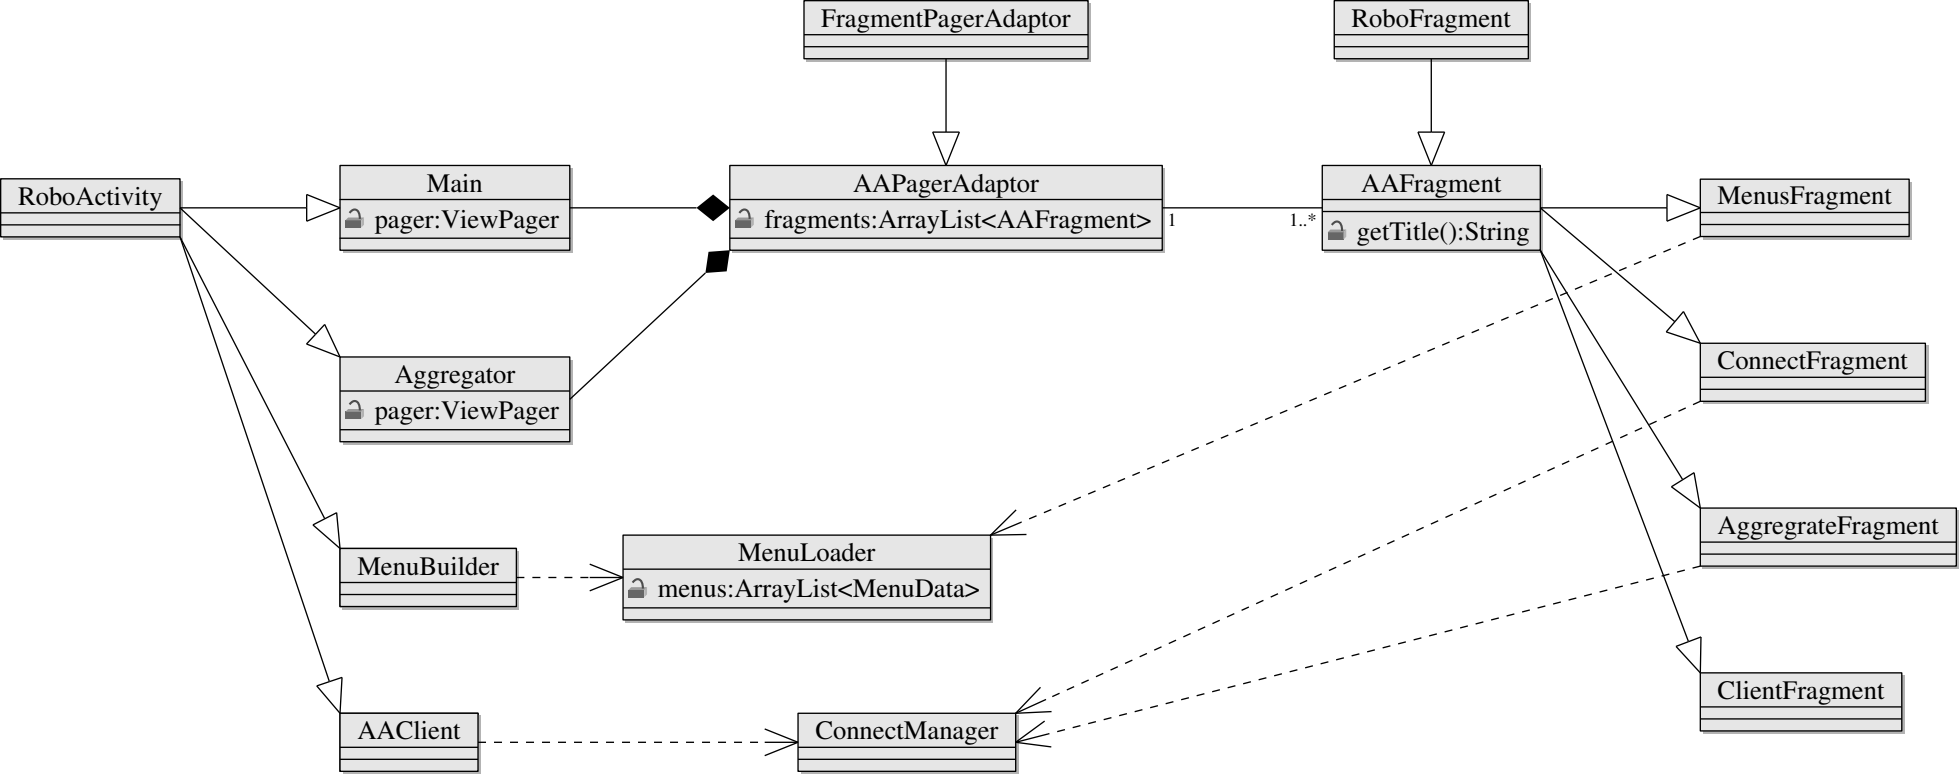 FragmentPagerAdaptor
RoboFragment
RoboActivity
Main
pager:ViewPager
AAPagerAdaptor
fragments:ArrayList<AAFragment>
1
1..*
AAFragment
getTitle():String
MenusFragment
Aggregator
pager:ViewPager
ConnectFragment
MenuBuilder
MenuLoader
menus:ArrayList<MenuData>
AggregrateFragment
AAClient
ConnectManager
ClientFragment